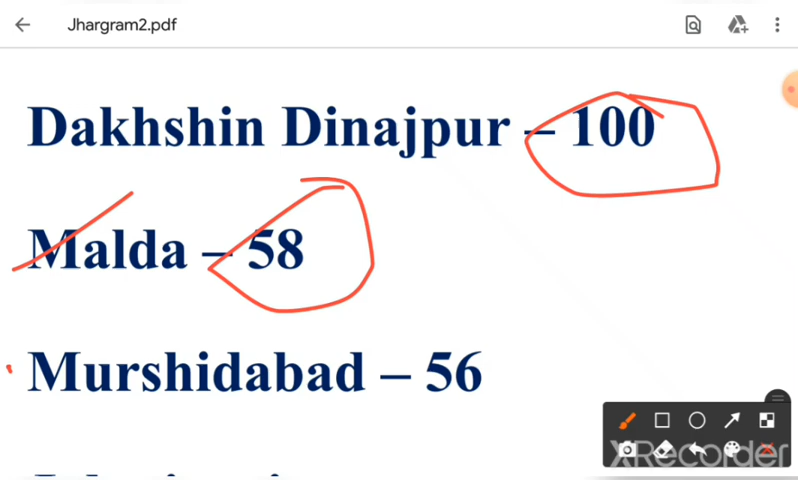 Jhargram2.pdf
Dakhshin Dinajpur – 100
Malda – 58
Murshidabad – 56
XRecorder